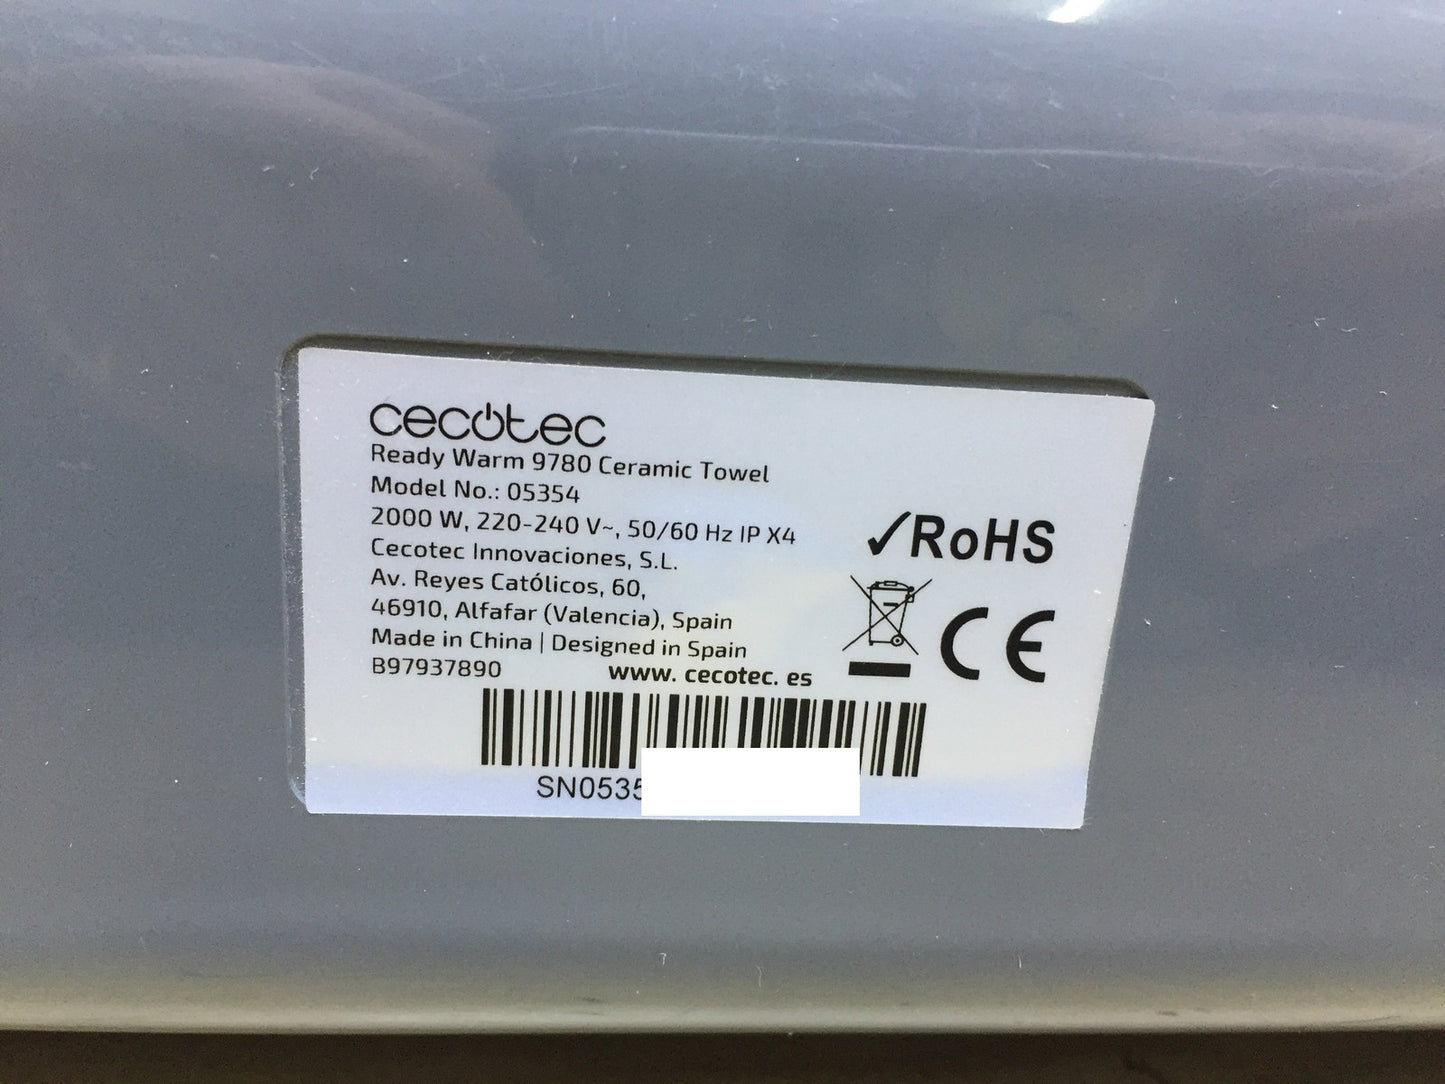 cecotec
Ready Warm 9780 Ceramic Towel
Model No.: 05354
2000 W, 220-240 V~, 50/60 Hz IP X4
Cecotec Innovaciones, S.L.
Av. Reyes Católicos, 60,
46910, Alfafar (Valencia), Spain
Made in China | Designed in Spain
B97937890 www. cecotec. es
✓RoHS
CE
SN0535